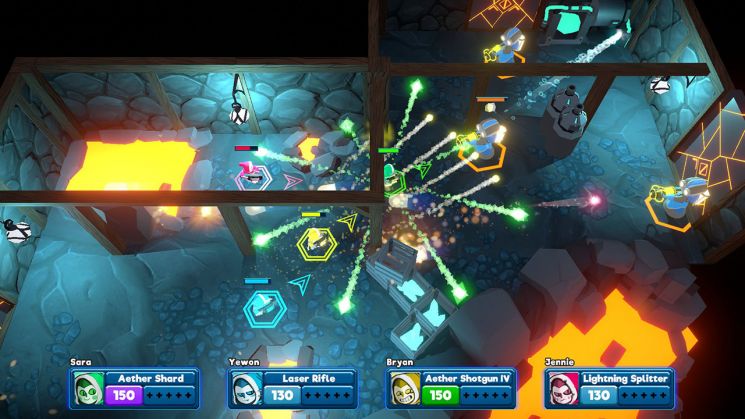 Sara
Aether Shard
150
+++++
Yewon
Laser Rifle
130
+++++
Bryan
Aether Shotgun IV
150
+++++
Jennie
Lightning Splitter
130
+++++